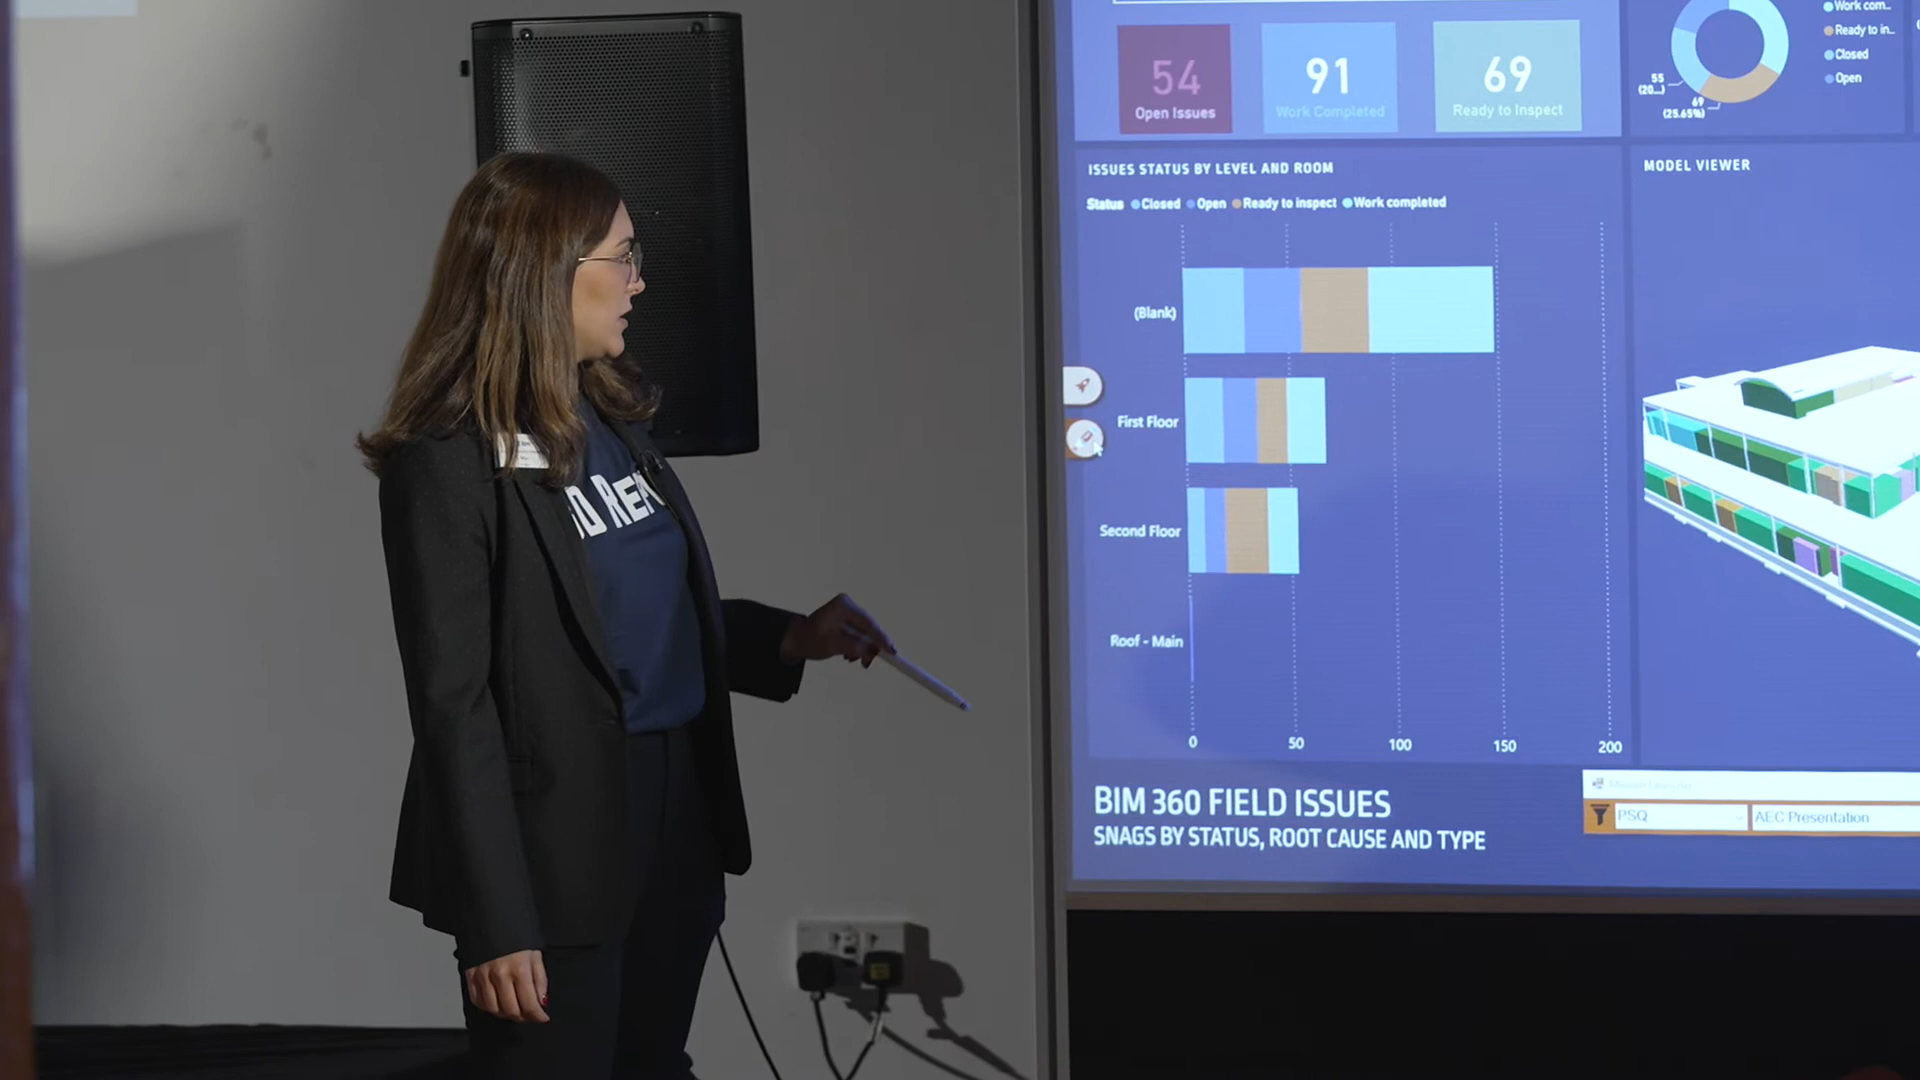 54
Open Issues
91
Work Completed
69
Ready to Inspect
55
(20...)
69
(25.65%)
Work com...
Ready to in...
Closed
Open
ISSUES STATUS BY LEVEL AND ROOM
Status Closed Open Ready to inspect Work completed
(Blank)
First Floor
Second Floor
Roof - Main
0 50 100 150 200
MODEL VIEWER
BIM 360 FIELD ISSUES
SNAGS BY STATUS, ROOT CAUSE AND TYPE
PSQ
AEC Presentation